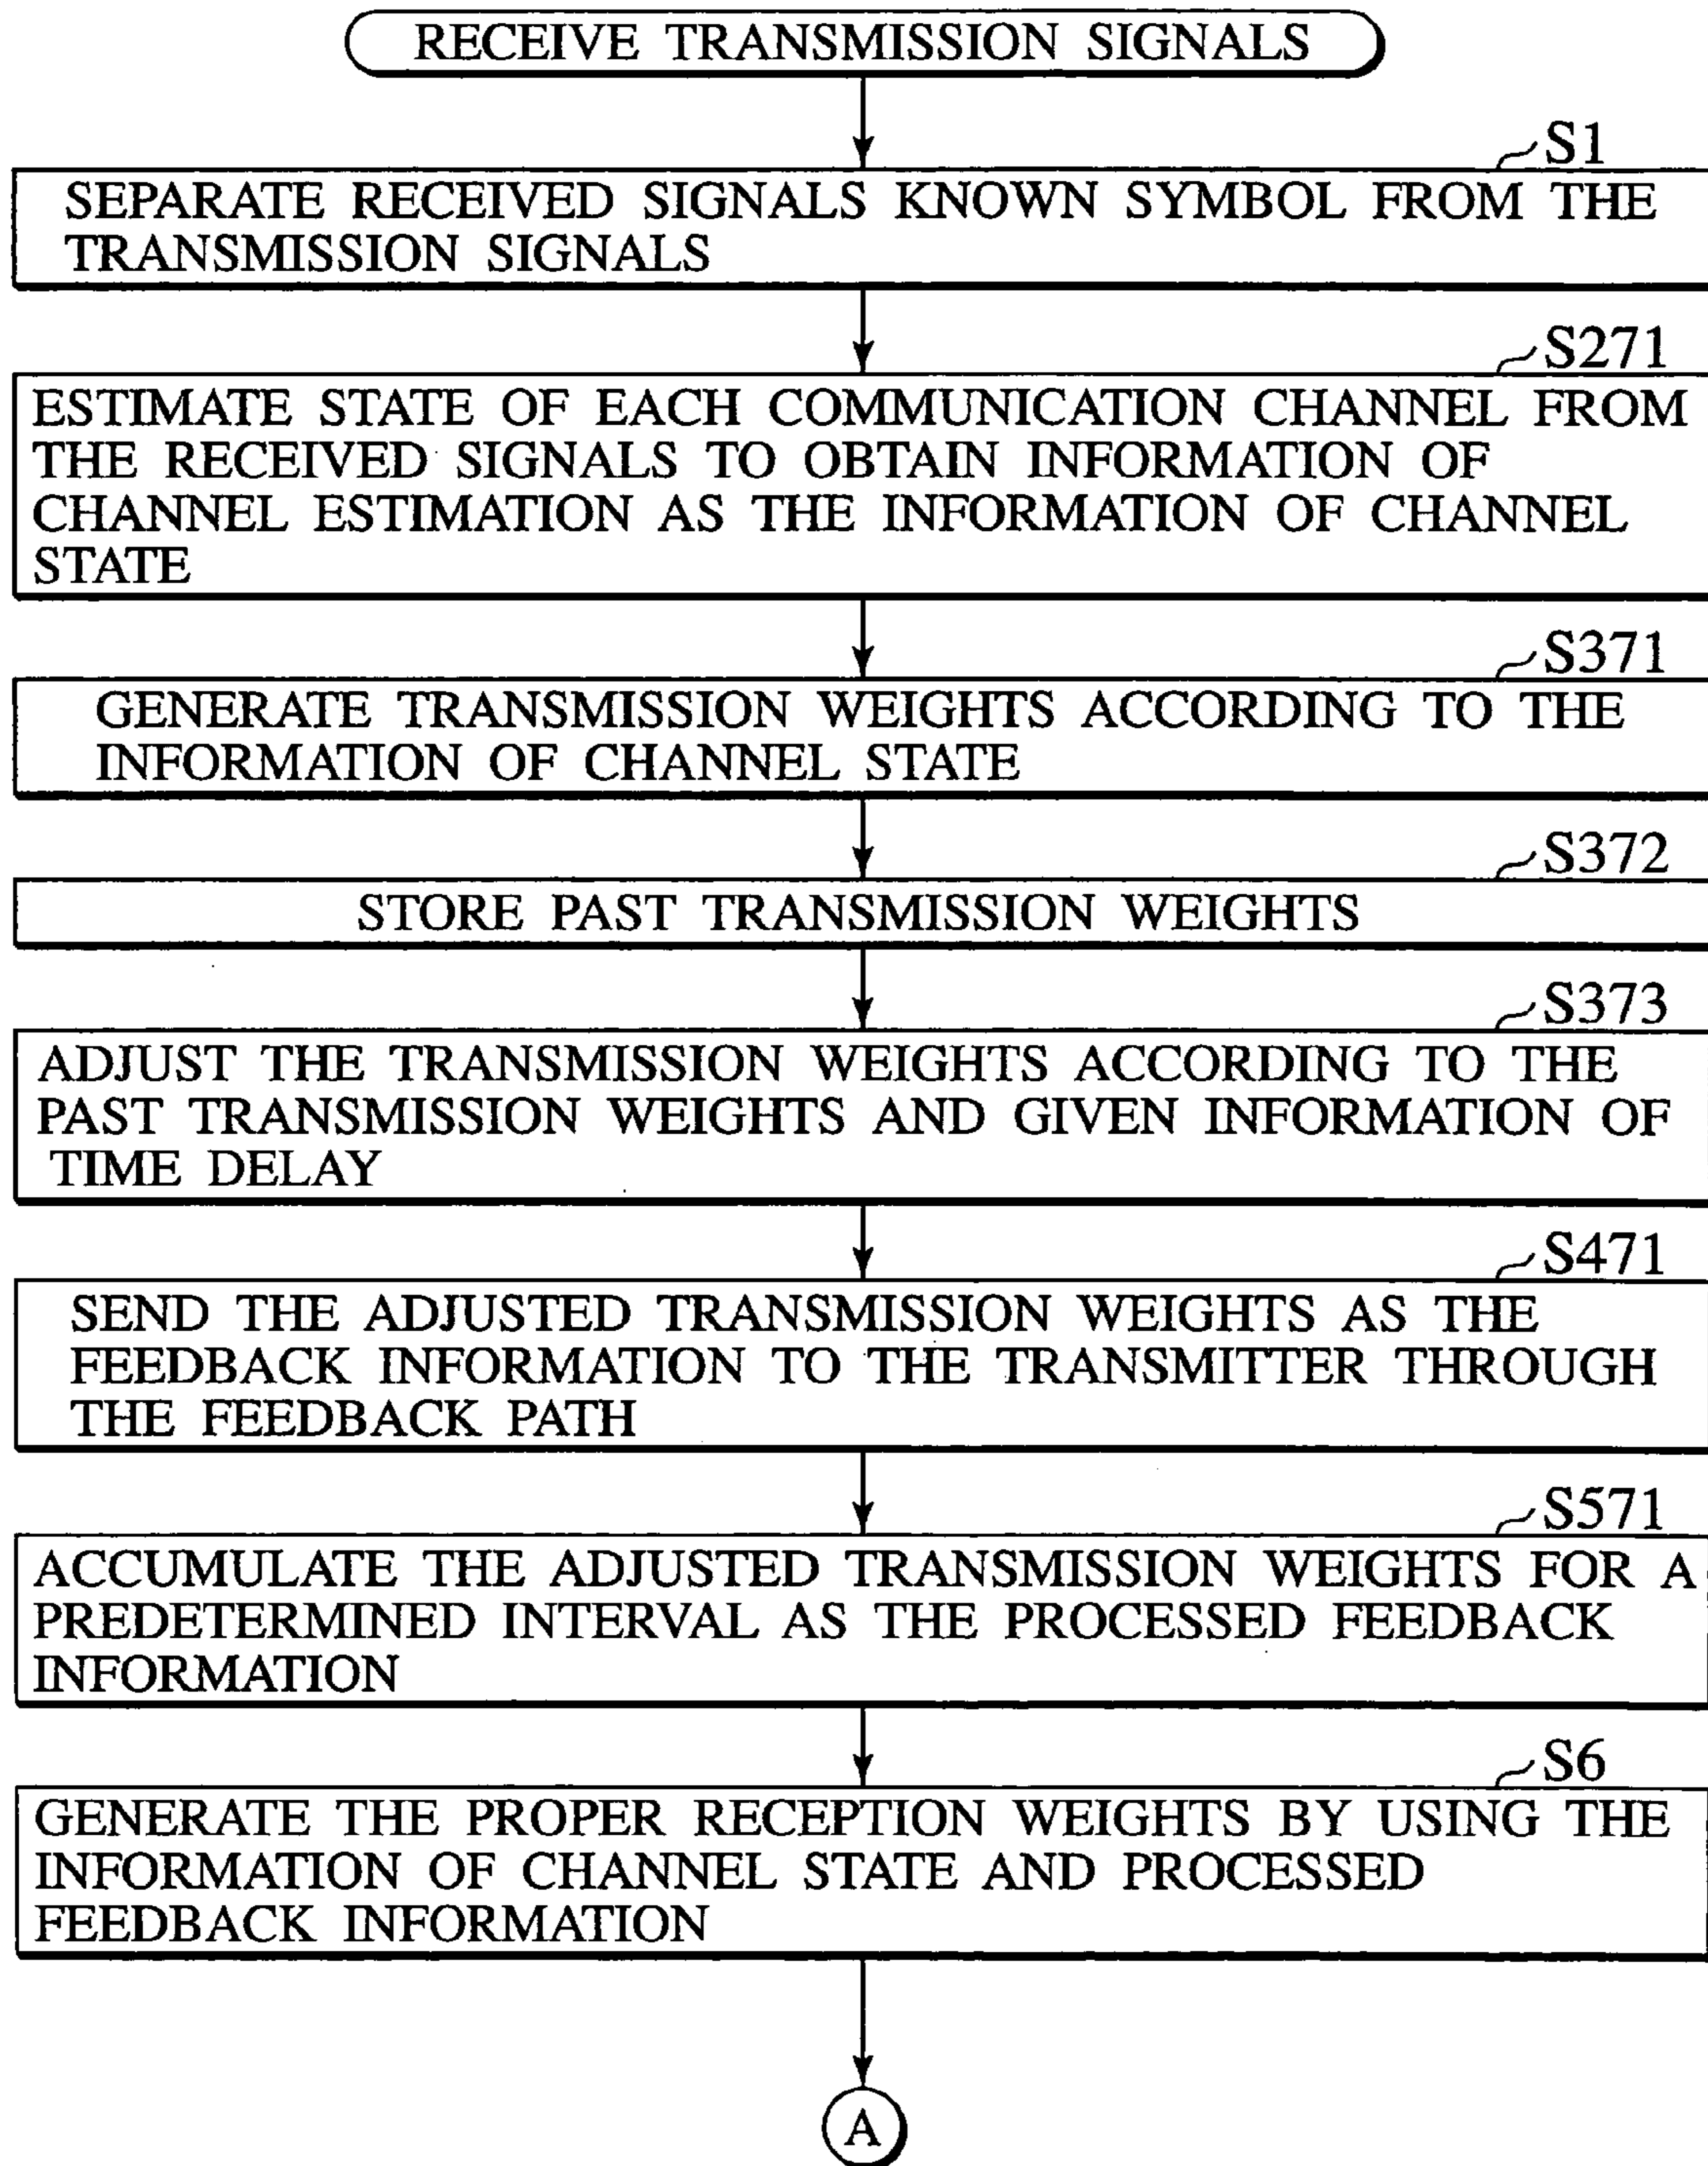 RECEIVE TRANSMISSION SIGNALS
S1
SEPARATE RECEIVED SIGNALS KNOWN SYMBOL FROM THE
TRANSMISSION SIGNALS
S271
ESTIMATE STATE OF EACH COMMUNICATION CHANNEL FROM
THE RECEIVED SIGNALS TO OBTAIN INFORMATION OF
CHANNEL ESTIMATION AS THE INFORMATION OF CHANNEL
STATE
S371
GENERATE TRANSMISSION WEIGHTS ACCORDING TO THE
INFORMATION OF CHANNEL STATE
S372
STORE PAST TRANSMISSION WEIGHTS
S373
ADJUST THE TRANSMISSION WEIGHTS ACCORDING TO THE
PAST TRANSMISSION WEIGHTS AND GIVEN INFORMATION OF
TIME DELAY
S471
SEND THE ADJUSTED TRANSMISSION WEIGHTS AS THE
FEEDBACK INFORMATION TO THE TRANSMITTER THROUGH
THE FEEDBACK PATH
S571
ACCUMULATE THE ADJUSTED TRANSMISSION WEIGHTS FOR A
PREDETERMINED INTERVAL AS THE PROCESSED FEEDBACK
INFORMATION
S6
GENERATE THE PROPER RECEPTION WEIGHTS BY USING THE
INFORMATION OF CHANNEL STATE AND PROCESSED
FEEDBACK INFORMATION
A